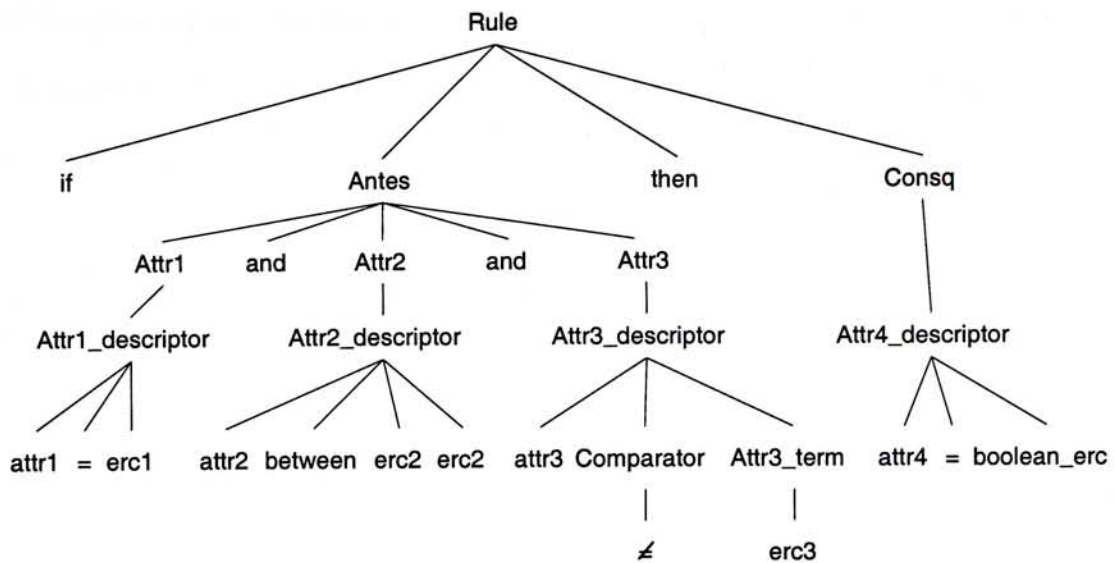 Rule
if Antes then Consq
Attr1 and Attr2 and Attr3
Attr1_descriptor Attr2_descriptor Attr3_descriptor Attr4_descriptor
attr1 = erc1 attr2 between erc2 erc2 attr3 Comparator Attr3_term attr4 = boolean_erc
≠ erc3